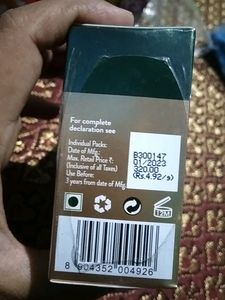 For complete
declaration see
Individual Packs:
Date of Mfg.:
Max. Retail Price ₹:
(Inclusive of all Taxes)
Use Before:
3 years from date of Mfg.
B300147
01/2023
320.00
(Rs.4.92/g)
12M
8 904352 004926